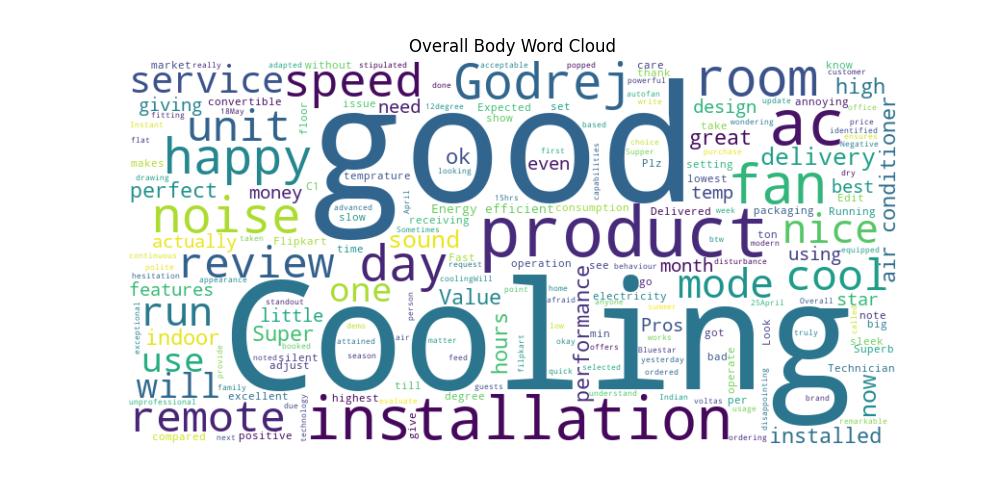 Overall Body Word Cloud
market really adapted without stipulated done acceptable popped care know
service speed Godrej powerful thank room customer high
giving convertible issue need 12degree Expected set autofan write design update annoying office
fitting 18May floor show based take wondering price
Instant unit good great ac identified conditioner
flat ok first choice Supper purchase ensures Negative
makes happy looking even capabilities Plz setting delivery
drawing temprature lowest fan dry
perfect money C1 advanced April 15hrs temp best Edit
noise slow Sometimes Energy efficient consumption Delivered week packaging Running
receiving product btw ton modern nice
actually taken Flipkart time sound disturbance equipped
continuous polite review day Fast request operation see behaviour month using air
hesitation appearance coolingWill go cool
features one Value point home afraid anyone electricity mode 25April Overall star
exceptional run standout little person hours performance min Pros got Look note big
indoor Super demo attained air matter low offers works summer truly called sleek
booked filpkart okay Bluestar bad operate Superb
use noted silent season feed quick selected yesterday Technician
provide adjust Cooling ordered
will family till degree guests understand Indian voltas per brand now
unprofessional excellent highest evaluate usage disappointing remarkable
remote due technology give installation
compared next positive ordering installed